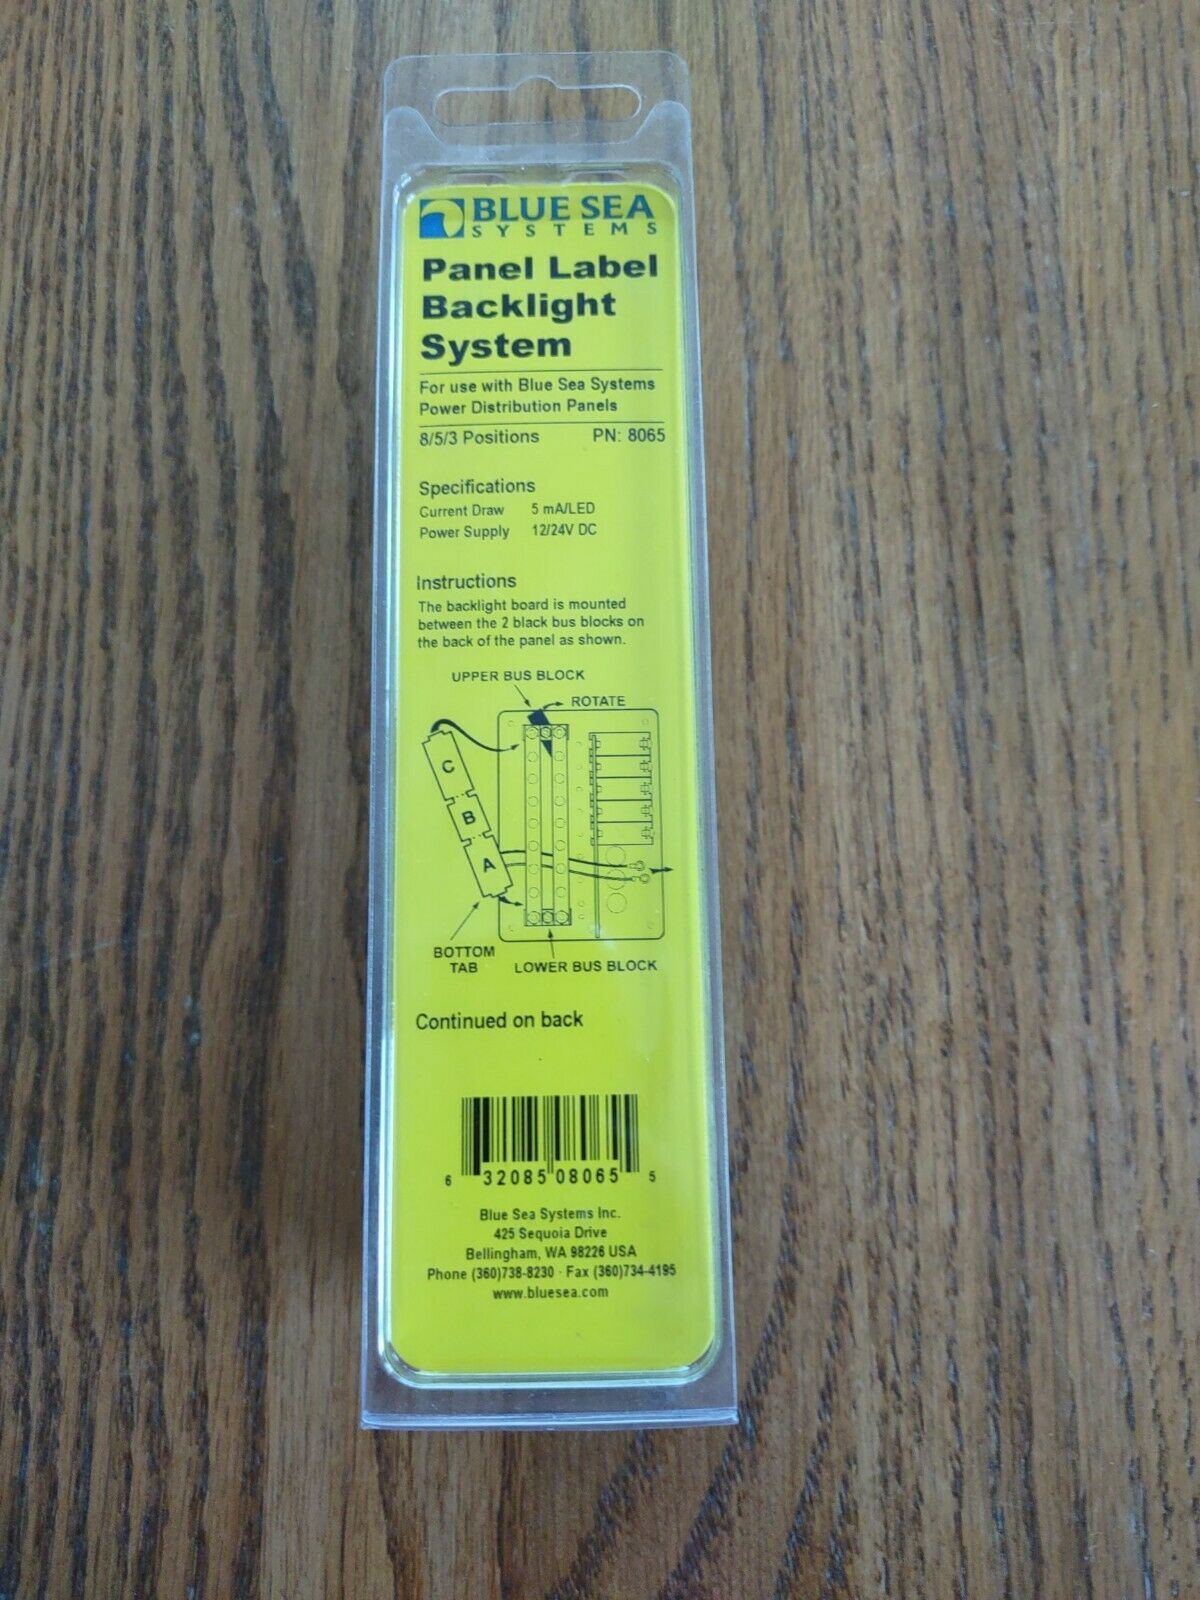 BLUE SEA
SYSTEMS
Panel Label
Backlight
System
For use with Blue Sea Systems
Power Distribution Panels
8/5/3 Positions PN: 8065
Specifications
Current Draw 5 mA/LED
Power Supply 12/24V DC
Instructions
The backlight board is mounted
between the 2 black bus blocks on
the back of the panel as shown.
UPPER BUS BLOCK
ROTATE
C
B
A
BOTTOM
TAB
LOWER BUS BLOCK
Continued on back
6 32085 08065 5
Blue Sea Systems Inc.
425 Sequoia Drive
Bellingham, WA 98226 USA
Phone (360)738-8230 · Fax (360)734-4195
www.bluesea.com